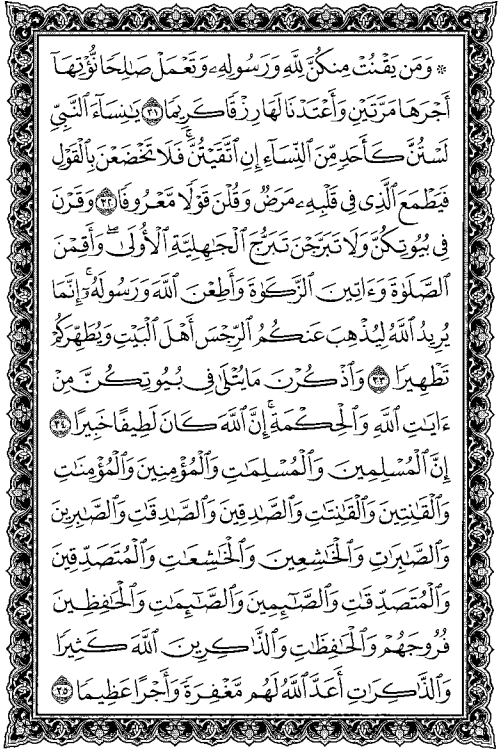 ۞ وَمَن يَقْنُتْ مِنكُنَّ لِلَّهِ وَرَسُولِهِۦ وَتَعْمَلْ صَٰلِحًا نُّؤْتِهَآ
أَجْرَهَا مَرَّتَيْنِ وَأَعْتَدْنَا لَهَا رِزْقًا كَرِيمًا ٣١ يَٰنِسَآءَ ٱلنَّبِىِّ
لَسْتُنَّ كَأَحَدٍ مِّنَ ٱلنِّسَآءِ إِنِ ٱتَّقَيْتُنَّ ۚ فَلَا تَخْضَعْنَ بِٱلْقَوْلِ
فَيَطْمَعَ ٱلَّذِى فِى قَلْبِهِۦ مَرَضٌ وَقُلْنَ قَوْلًا مَّعْرُوفًا ٣٢ وَقَرْنَ
فِى بُيُوتِكُنَّ وَلَا تَبَرَّجْنَ تَبَرُّجَ ٱلْجَٰهِلِيَّةِ ٱلْأُولَىٰ ۖ وَأَقِمْنَ
ٱلصَّلَوٰةَ وَءَاتِينَ ٱلزَّكَوٰةَ وَأَطِعْنَ ٱللَّهَ وَرَسُولَهُۥٓ ۚ إِنَّمَا
يُرِيدُ ٱللَّهُ لِيُذْهِبَ عَنكُمُ ٱلرِّجْسَ أَهْلَ ٱلْبَيْتِ وَيُطَهِّرَكُمْ
تَطْهِيرًا ٣٣ وَٱذْكُرْنَ مَا يُتْلَىٰ فِى بُيُوتِكُنَّ مِنْ
ءَايَٰتِ ٱللَّهِ وَٱلْحِكْمَةِ ۚ إِنَّ ٱللَّهَ كَانَ لَطِيفًا خَبِيرًا ٣٤
إِنَّ ٱلْمُسْلِمِينَ وَٱلْمُسْلِمَٰتِ وَٱلْمُؤْمِنِينَ وَٱلْمُؤْمِنَٰتِ
وَٱلْقَٰنِتِينَ وَٱلْقَٰنِتَٰتِ وَٱلصَّٰدِقِينَ وَٱلصَّٰدِقَٰتِ وَٱلصَّٰبِرِينَ
وَٱلصَّٰبِرَٰتِ وَٱلْخَٰشِعِينَ وَٱلْخَٰشِعَٰتِ وَٱلْمُتَصَدِّقِينَ
وَٱلْمُتَصَدِّقَٰتِ وَٱلصَّٰٓئِمِينَ وَٱلصَّٰٓئِمَٰتِ وَٱلْحَٰفِظِينَ
فُرُوجَهُمْ وَٱلْحَٰفِظَٰتِ وَٱلذَّٰكِرِينَ ٱللَّهَ كَثِيرًا
وَٱلذَّٰكِرَٰتِ أَعَدَّ ٱللَّهُ لَهُم مَّغْفِرَةً وَأَجْرًا عَظِيمًا ٣٥